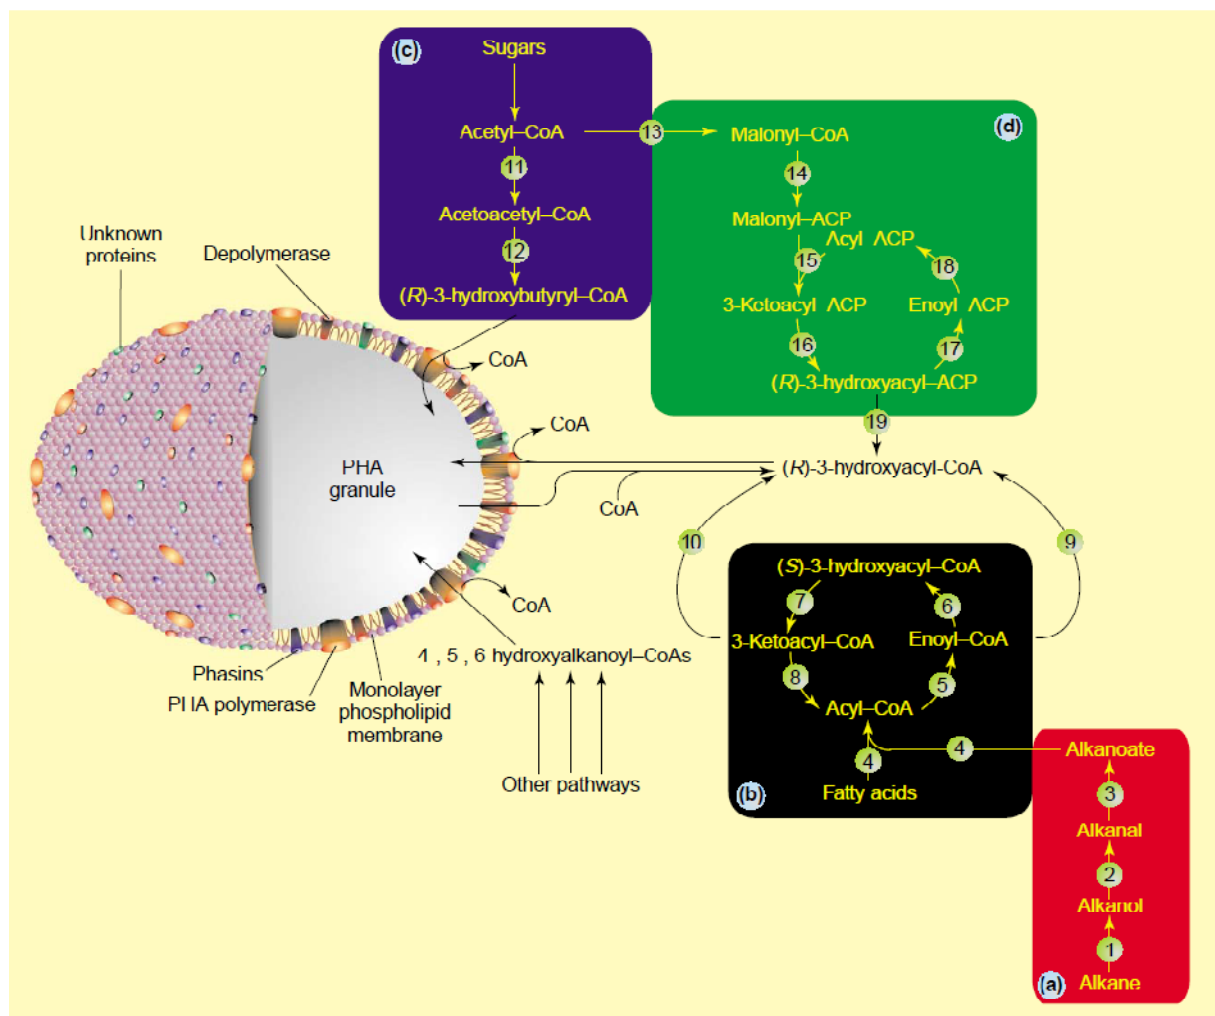 (c)
Sugars
Acetyl–CoA
13
Malonyl–CoA
(d)
11
14
Acetoacetyl–CoA
Malonyl–ACP
12
Acyl ACP
15
18
(R)-3-hydroxybutyryl–CoA
3-Ketoacyl ACP
Enoyl ACP
16
17
(R)-3-hydroxyacyl–ACP
19
Unknown
proteins
Depolymerase
CoA
CoA
PHA
granule
(R)-3-hydroxyacyl-CoA
CoA
10
9
(S)-3-hydroxyacyl–CoA
7
6
3-Ketoacyl–CoA
Enoyl–CoA
8
5
Acyl–CoA
4
4
Fatty acids
(b)
CoA
4 , 5 , 6 hydroxyalkanoyl–CoAs
Phasins
PHA polymerase
Monolayer
phospholipid
membrane
Other pathways
Alkanoate
3
Alkanal
2
Alkanol
1
(a)
Alkane